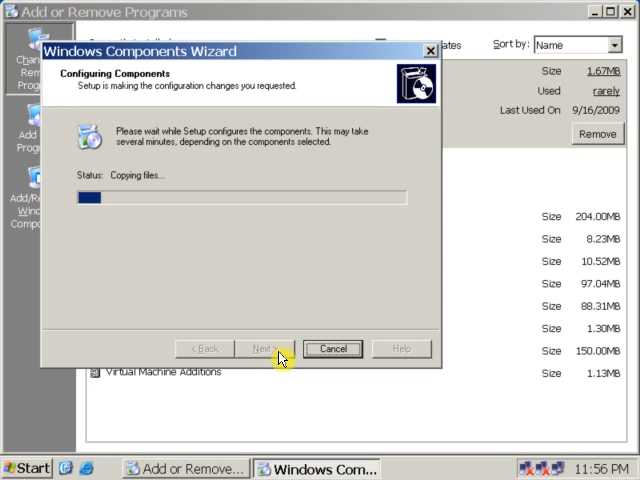 Add or Remove Programs
Sort by: Name
Size 1.67MB
Used rarely
Last Used On 9/16/2009
Remove
Add
Windows Components Wizard
Configuring Components
Setup is making the configuration changes you requested.
Please wait while Setup configures the components. This may take
several minutes, depending on the components selected.
Status: Copying files...
< Back
Next >
Cancel
Help
Size 204.00MB
Size 8.23MB
Size 10.52MB
Size 97.04MB
Size 88.31MB
Size 1.30MB
Size 150.00MB
Virtual Machine Additions
Size 1.13MB
Start
Add or Remove...
Windows Com...
11:56 PM